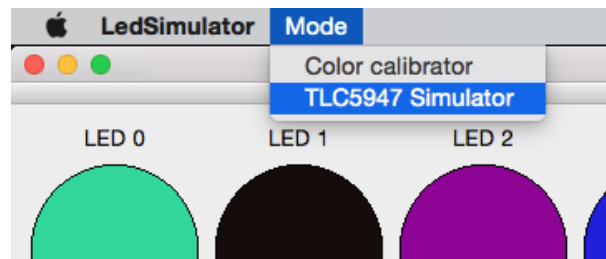 LedSimulator Mode
Color calibrator
TLC5947 Simulator
LED 0 LED 1 LED 2